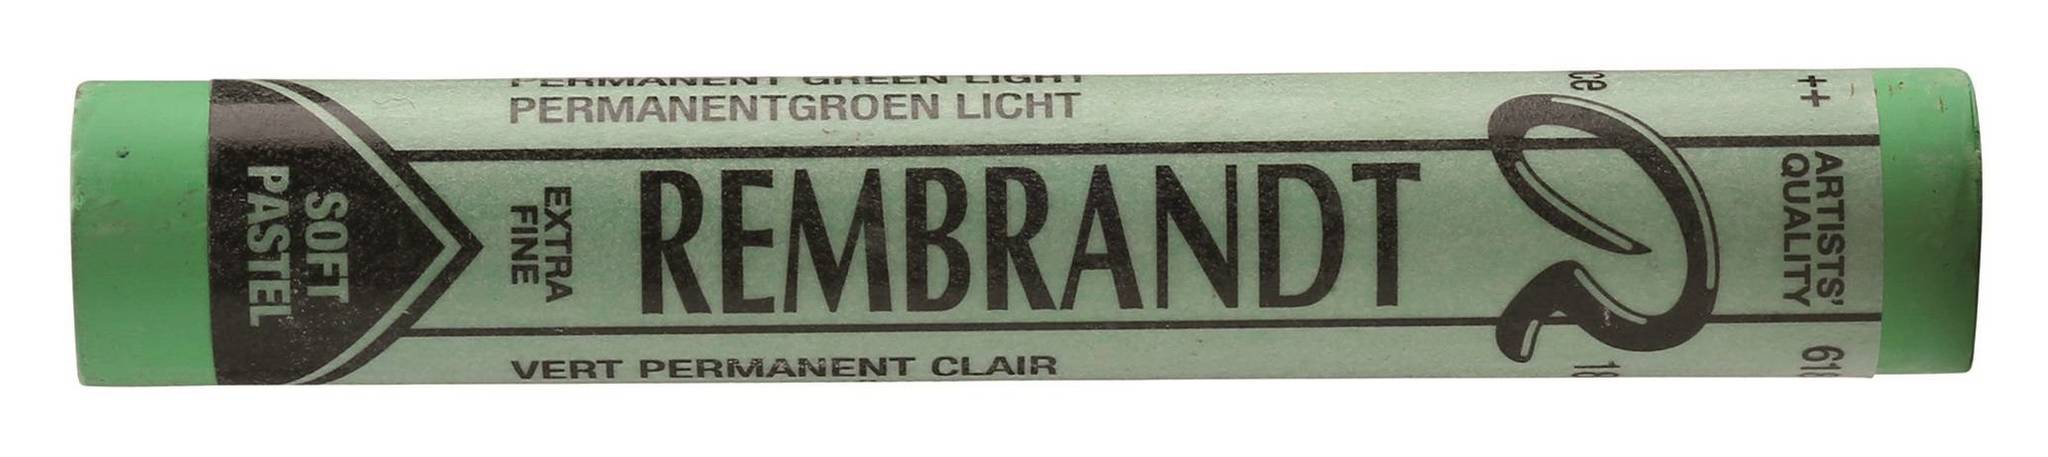 PERMANENT GREEN LIGHT
PERMANENTGROEN LICHT
SOFT
PASTEL
EXTRA
FINE
REMBRANDT
R
++
ARTISTS'
QUALITY
VERT PERMANENT CLAIR